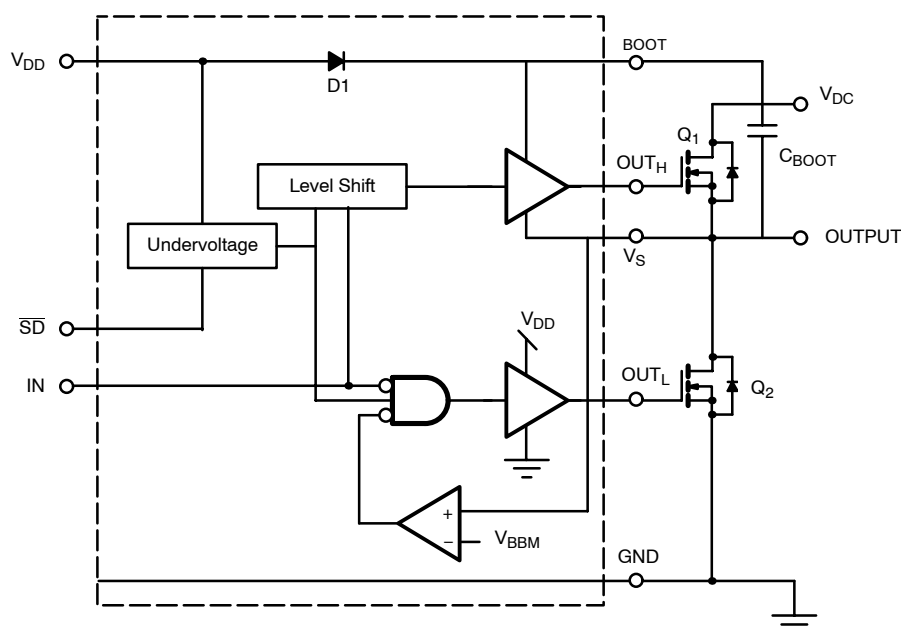 BOOT
V_DD
D1
V_DC
Q_1
C_BOOT
OUT_H
Level Shift
Undervoltage
V_S
OUTPUT
SD
V_DD
IN
OUT_L
Q_2
+
−
V_BBM
GND